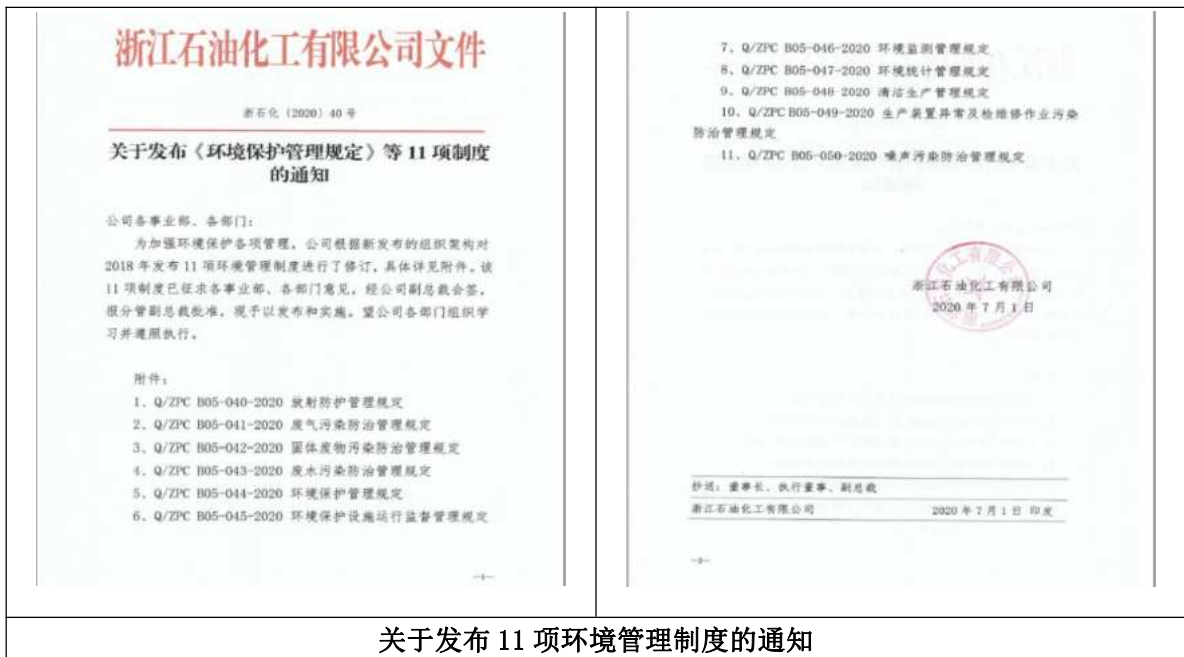 浙江石油化工有限公司文件
浙石化〔2020〕40号
关于发布《环境保护管理规定》等 11 项制度
的通知
公司各事业部、各部门：
为加强环境保护各项管理，公司根据新发布的组织架构对
2018 年发布 11 项环境管理制度进行了修订，具体详见附件。该
11 项制度已征求各事业部、各部门意见，经公司副总裁会签，
报分管副总裁批准，现予以发布和实施。望公司各部门组织学
习并遵照执行。
附件：
1、Q/ZPC B05-040-2020 放射防护管理规定
2、Q/ZPC B05-041-2020 废气污染防治管理规定
3、Q/ZPC B05-042-2020 固体废物污染防治管理规定
4、Q/ZPC B05-043-2020 废水污染防治管理规定
5、Q/ZPC B05-044-2020 环境保护管理规定
6、Q/ZPC B05-045-2020 环境保护设施运行监督管理规定
—1—
7、Q/ZPC B05-046-2020 环境监测管理规定
8、Q/ZPC B05-047-2020 环境统计管理规定
9、Q/ZPC B05-048-2020 清洁生产管理规定
10、Q/ZPC B05-049-2020 生产装置异常及检维修作业污染
防治管理规定
11、Q/ZPC B05-050-2020 噪声污染防治管理规定
浙江石油化工有限公司
2020 年 7 月 1 日
抄送：董事长、执行董事、副总裁
浙江石油化工有限公司 2020 年 7 月 1 日 印发
—2—
关于发布 11 项环境管理制度的通知